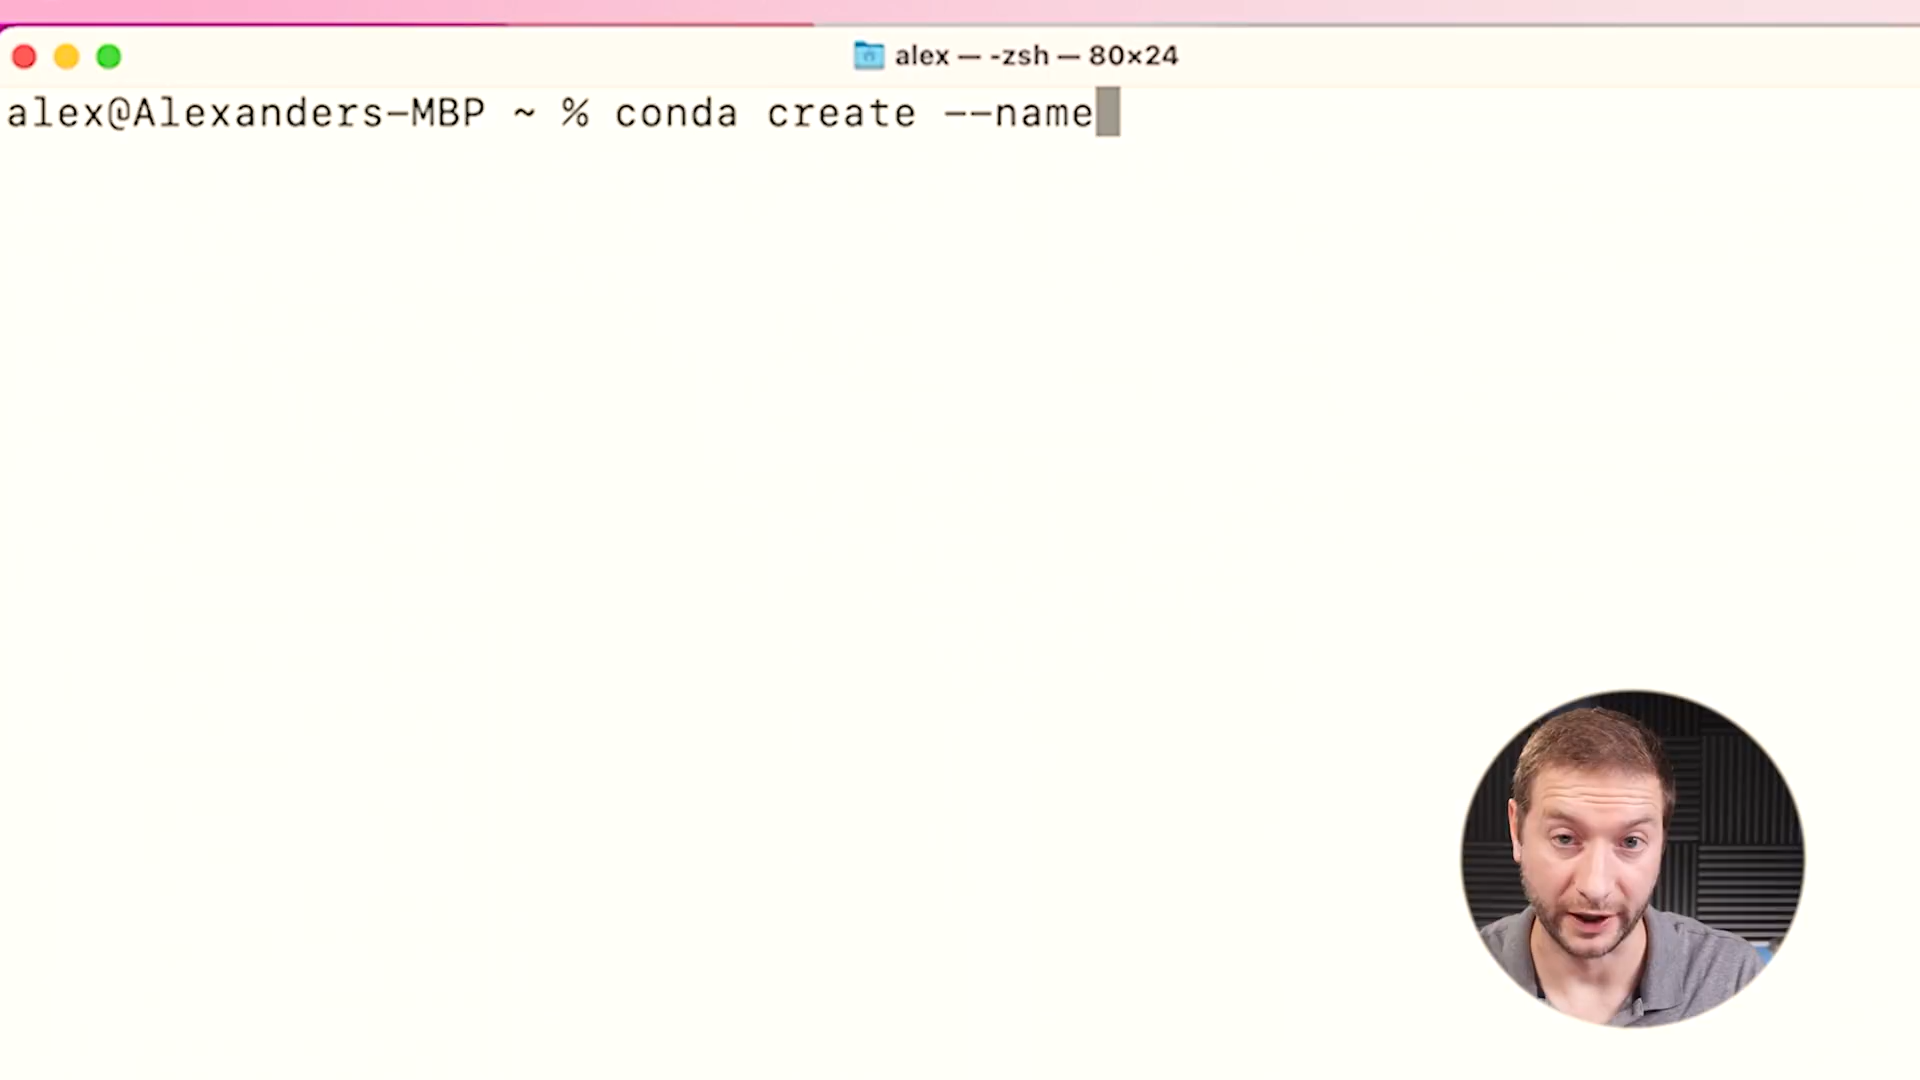 alex — -zsh — 80×24
alex@Alexanders-MBP ~ % conda create --name